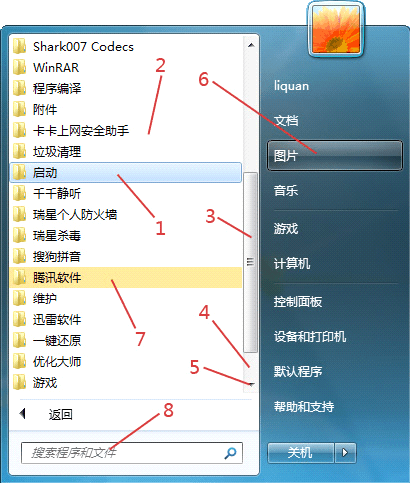 Shark007 Codecs
WinRAR
程序编译
附件
卡卡上网安全助手
垃圾清理
启动
千千静听
瑞星个人防火墙
瑞星杀毒
搜狗拼音
腾讯软件
维护
迅雷软件
一键还原
优化大师
游戏
返回
搜索程序和文件
liquan
文档
图片
音乐
游戏
计算机
控制面板
设备和打印机
默认程序
帮助和支持
关机
2
6
1
3
4
7
5
8